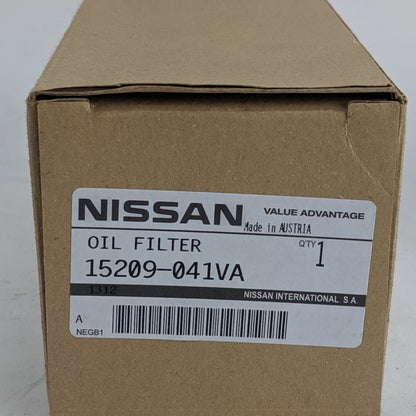 NISSAN VALUE ADVANTAGE
Made in AUSTRIA
OIL FILTER QTY 1
15209-041VA
1312 NISSAN INTERNATIONAL S.A.
A
NEGB1